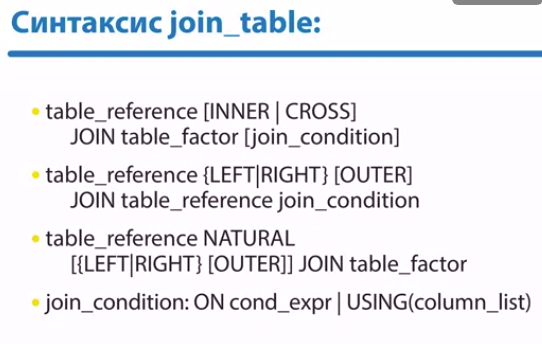 Синтаксис join_table:
• table_reference [INNER | CROSS]
JOIN table_factor [join_condition]
• table_reference {LEFT|RIGHT} [OUTER]
JOIN table_reference join_condition
• table_reference NATURAL
[{LEFT|RIGHT} [OUTER]] JOIN table_factor
• join_condition: ON cond_expr | USING(column_list)